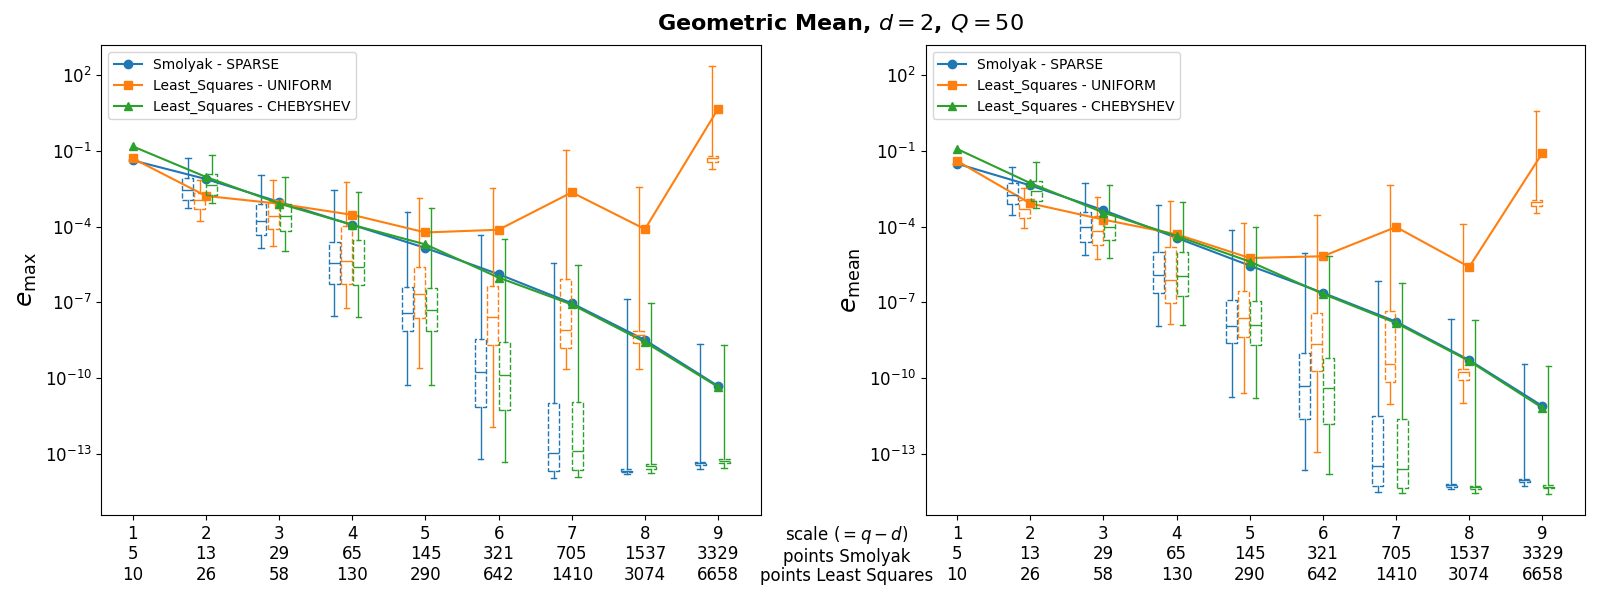 Geometric Mean, d = 2, Q = 50
Smolyak - SPARSE
Least_Squares - UNIFORM
Least_Squares - CHEBYSHEV
Smolyak - SPARSE
Least_Squares - UNIFORM
Least_Squares - CHEBYSHEV
10^2
10^-1
10^-4
10^-7
10^-10
10^-13
e_max
10^2
10^-1
10^-4
10^-7
10^-10
10^-13
e_mean
1 2 3 4 5 6 7 8 9 scale (= q − d) 1 2 3 4 5 6 7 8 9
5 13 29 65 145 321 705 1537 3329 points Smolyak 5 13 29 65 145 321 705 1537 3329
10 26 58 130 290 642 1410 3074 6658 points Least Squares 10 26 58 130 290 642 1410 3074 6658